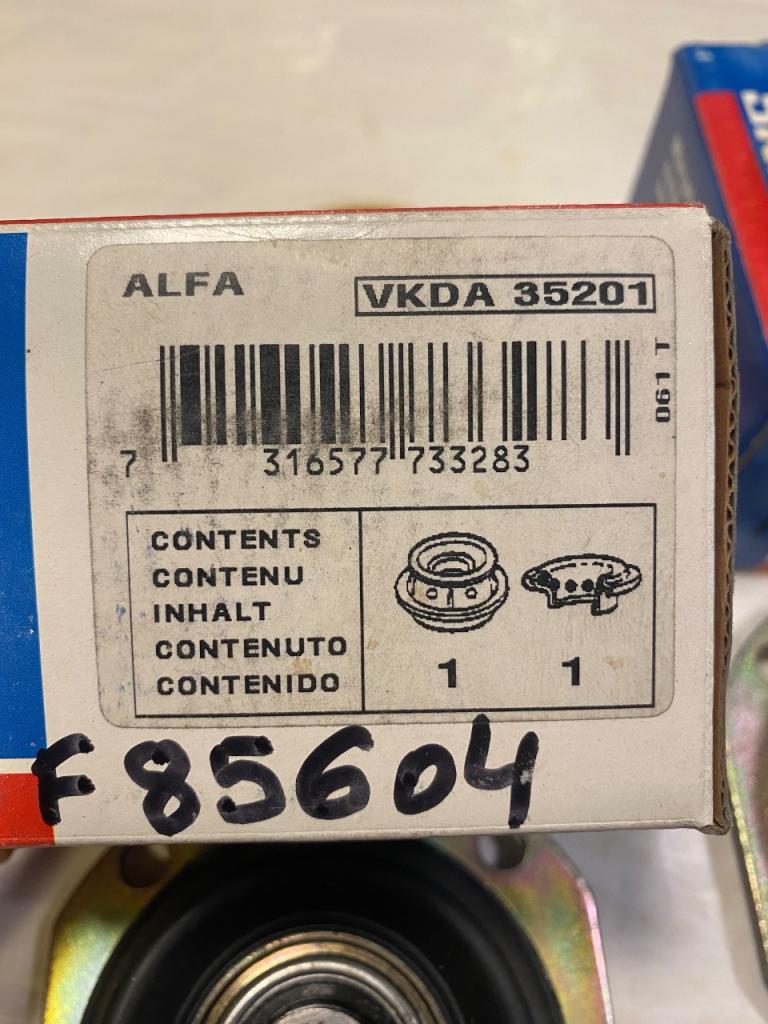 ALFA
VKDA 35201
061 T
7 316577 733283
CONTENTS
CONTENU
INHALT
CONTENUTO
CONTENIDO
1 1
F85604